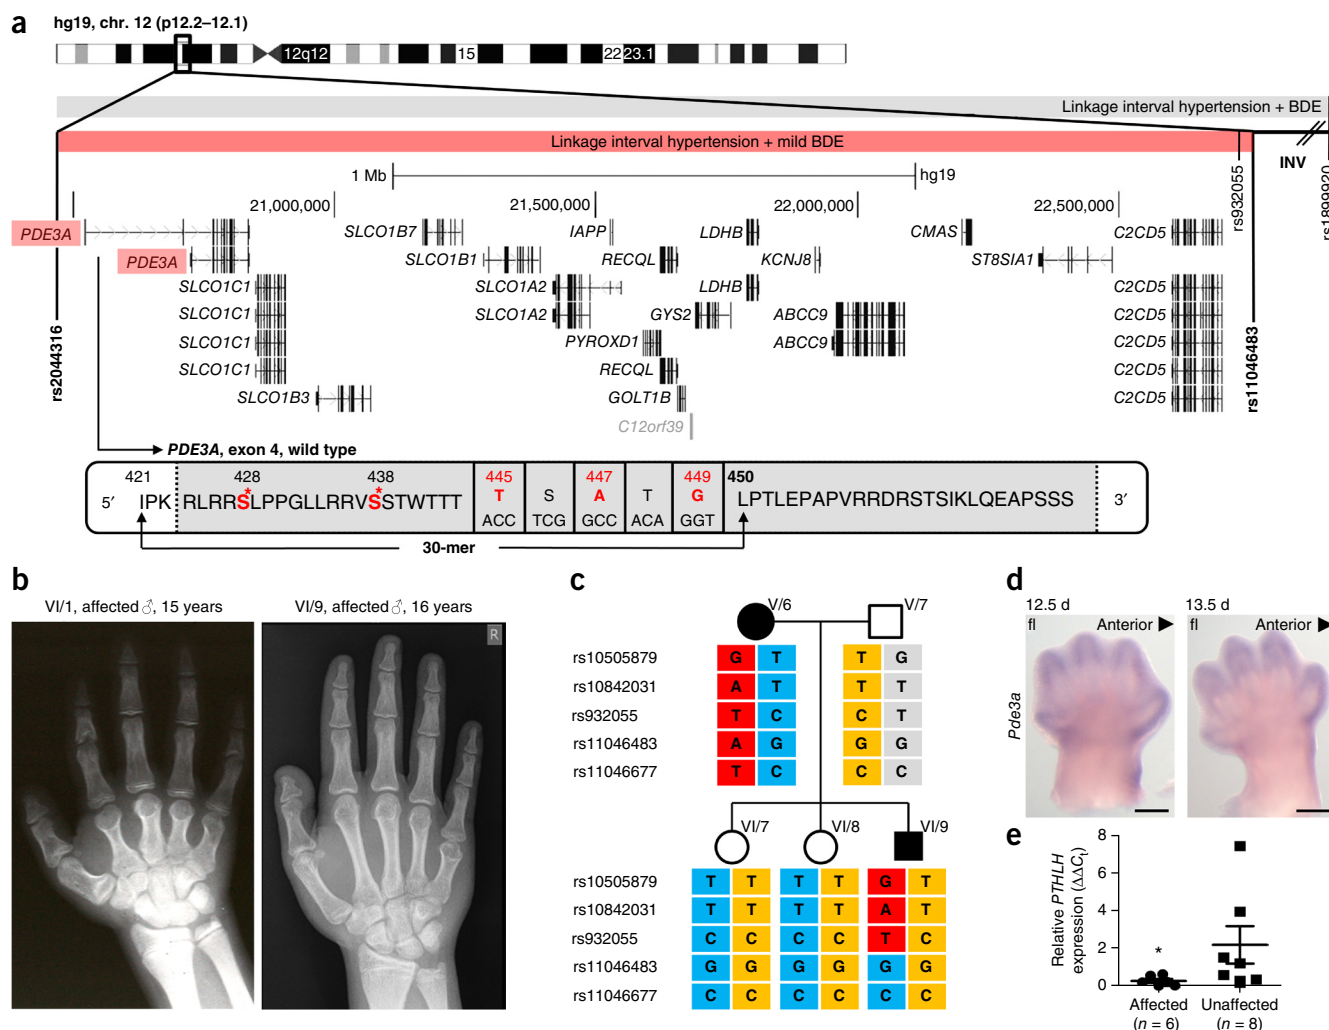 a
hg19, chr. 12 (p12.2–12.1)
12q12 15 22 23.1
Linkage interval hypertension + BDE
Linkage interval hypertension + mild BDE
INV
1 Mb hg19
21,000,000 21,500,000 22,000,000 22,500,000
rs2044316
rs932055
rs11046483
rs1899920
PDE3A SLCO1B7 IAPP LDHB CMAS C2CD5
PDE3A SLCO1B1 RECQL KCNJ8 ST8SIA1
SLCO1C1 SLCO1A2 LDHB C2CD5
SLCO1C1 SLCO1A2 GYS2 ABCC9 C2CD5
SLCO1C1 PYROXD1 ABCC9 C2CD5
SLCO1C1 RECQL C2CD5
SLCO1B3 GOLT1B C2CD5
C12orf39
PDE3A, exon 4, wild type
421 428 438 445 447 449 450
* *
5′ IPK RLRRSLPPGLLRRVSSTWTTT T S A T G LPTLEPAPVRRDRSTSIKLQEAPSSS 3′
ACC TCG GCC ACA GGT
30-mer
b
VI/1, affected ♂, 15 years VI/9, affected ♂, 16 years
R
c
V/6 V/7
rs10505879 G T T G
rs10842031 A T T T
rs932055 T C C T
rs11046483 A G G G
rs11046677 T C C C
VI/7 VI/8 VI/9
rs10505879 T T T T G T
rs10842031 T T T T A T
rs932055 C C C C T C
rs11046483 G G G G G G
rs11046677 C C C C C C
d
12.5 d 13.5 d
fl Anterior fl Anterior
Pde3a
e
Relative PTHLH
expression (ΔΔCt)
8
6
4
2
0
*
Affected Unaffected
(n = 6) (n = 8)